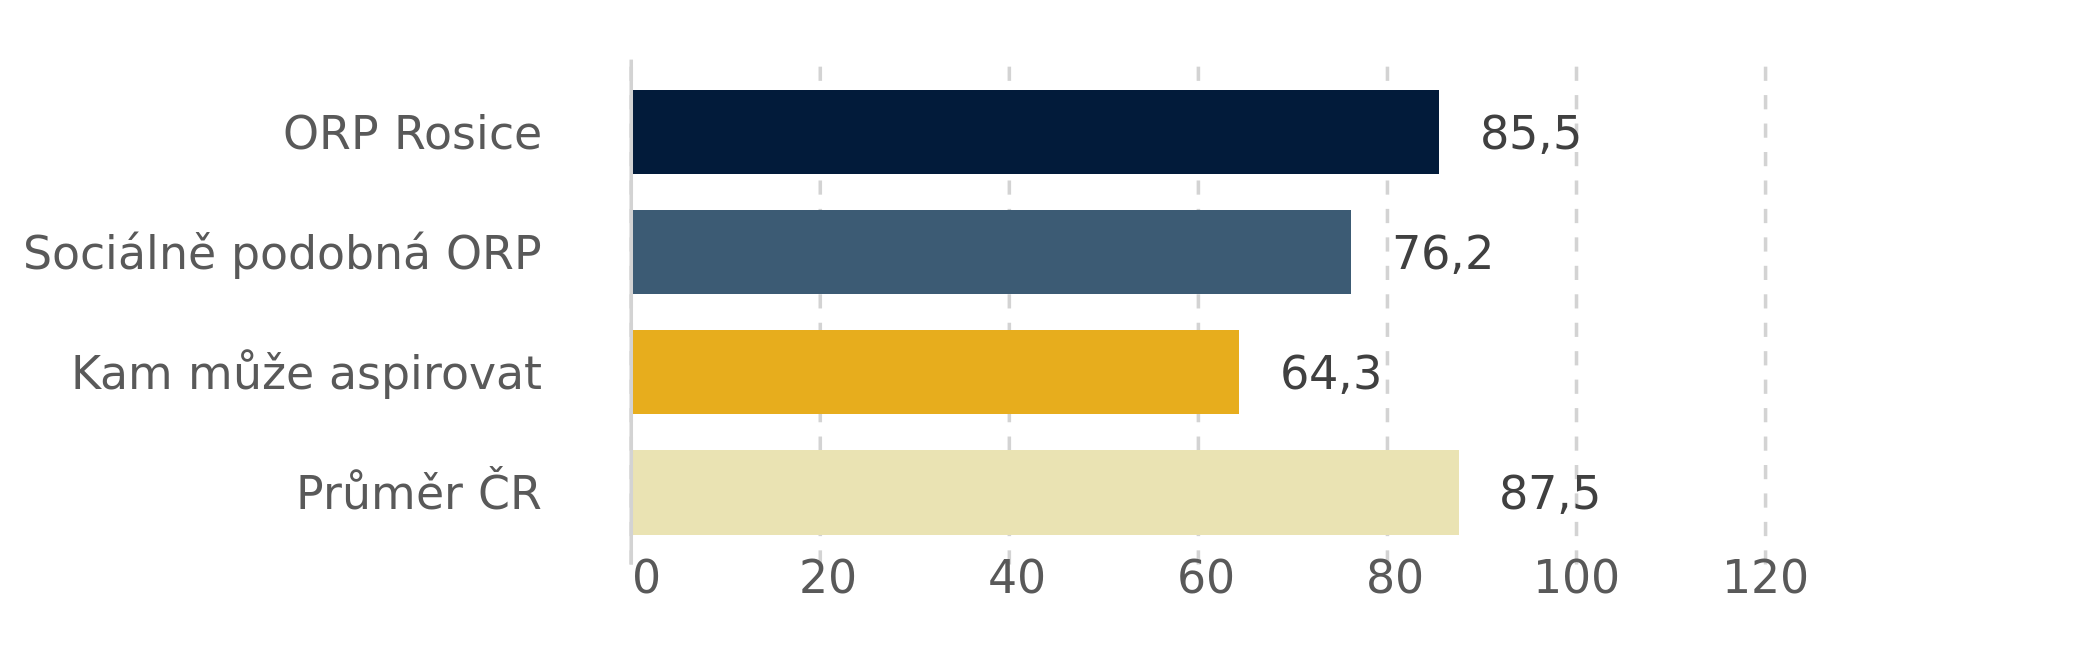 ORP Rosice 85,5
Sociálně podobná ORP 76,2
Kam může aspirovat 64,3
Průměr ČR 87,5
0 20 40 60 80 100 120